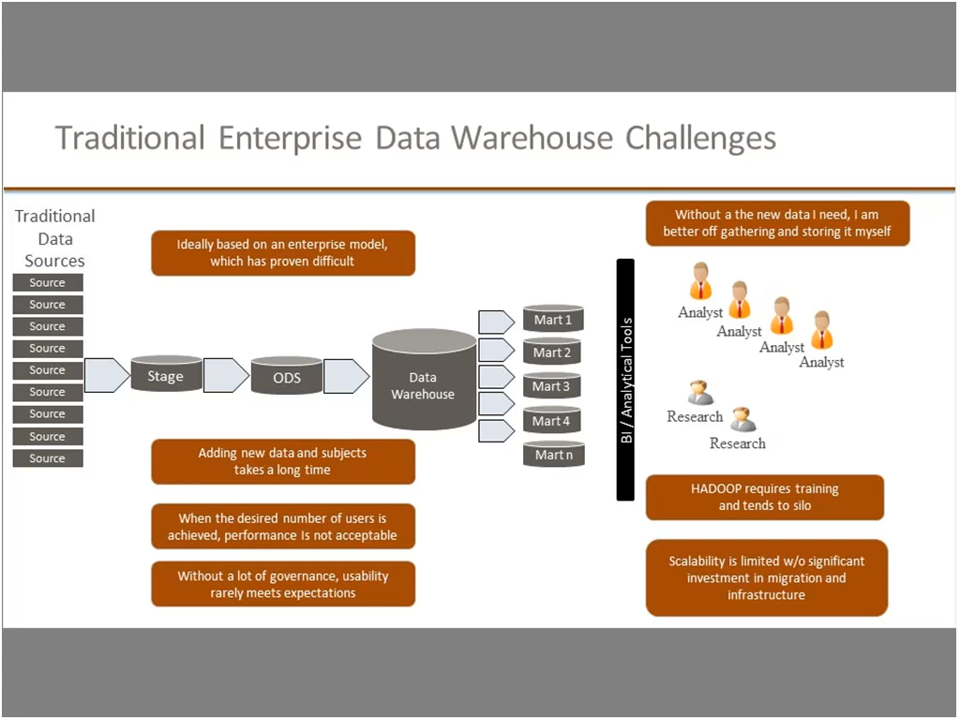 Traditional Enterprise Data Warehouse Challenges
Traditional
Data
Sources
Source
Source
Source
Source
Source
Source
Source
Source
Source
Ideally based on an enterprise model,
which has proven difficult
Stage
ODS
Data
Warehouse
Adding new data and subjects
takes a long time
When the desired number of users is
achieved, performance Is not acceptable
Without a lot of governance, usability
rarely meets expectations
Mart 1
Mart 2
Mart 3
Mart 4
Mart n
BI / Analytical Tools
Without a the new data I need, I am
better off gathering and storing it myself
Analyst
Analyst
Analyst
Analyst
Research
Research
HADOOP requires training
and tends to silo
Scalability is limited w/o significant
investment in migration and
infrastructure